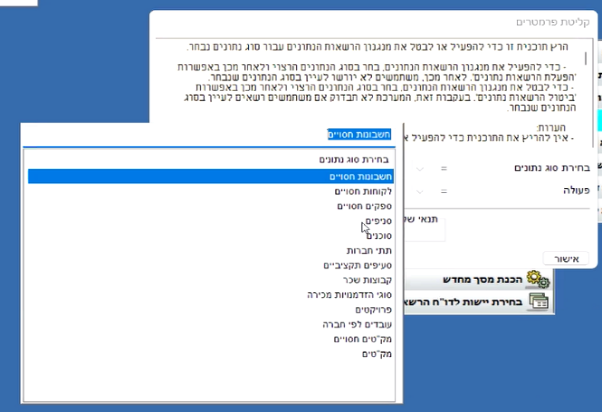 קליטת פרמטרים
הרץ תוכנית זו כדי להפעיל או לבטל את מנגנון הרשאות הנתונים עבור סוג נתונים נבחר.
- כדי להפעיל את מנגנון הרשאות הנתונים, בחר בסוג הנתונים הרצוי ולאחר מכן באפשרות
'הפעלת הרשאות נתונים'. לאחר מכן, משתמשים לא יורשו לעיין בסוג הנתונים שנבחר.
- כדי לבטל את מנגנון הרשאות הנתונים, בחר בסוג הנתונים הרצוי ולאחר מכן באפשרות
'ביטול הרשאות נתונים'. בעקבות זאת, המערכת לא תבדוק אם משתמשים רשאים לעיין בסוג
הנתונים שנבחר.
הערות:
- אין להריץ את התוכנית כדי להפעיל א
בחירת סוג נתונים =
פעולה =
תנאי
אישור
הכנת מסך מחדש
בחירת יישות לדו"ח הרשא
חשבונות חסויים
בחירת סוג נתונים
חשבונות חסויים
לקוחות חסויים
ספקים חסויים
סניפים
סוכנים
תתי חברות
סעיפים תקציביים
קבוצות שכר
סוגי הזדמנויות מכירה
פרויקטים
עובדים לפי חברה
מק"טים חסויים
מק"טים